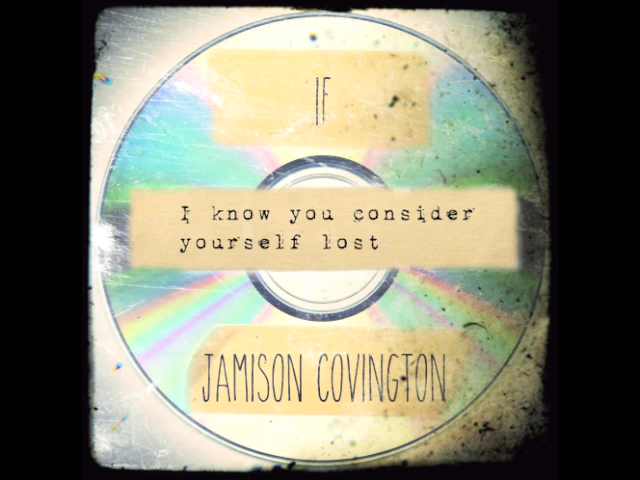 IF
I know you consider
yourself lost
JAMISON COVINGTON